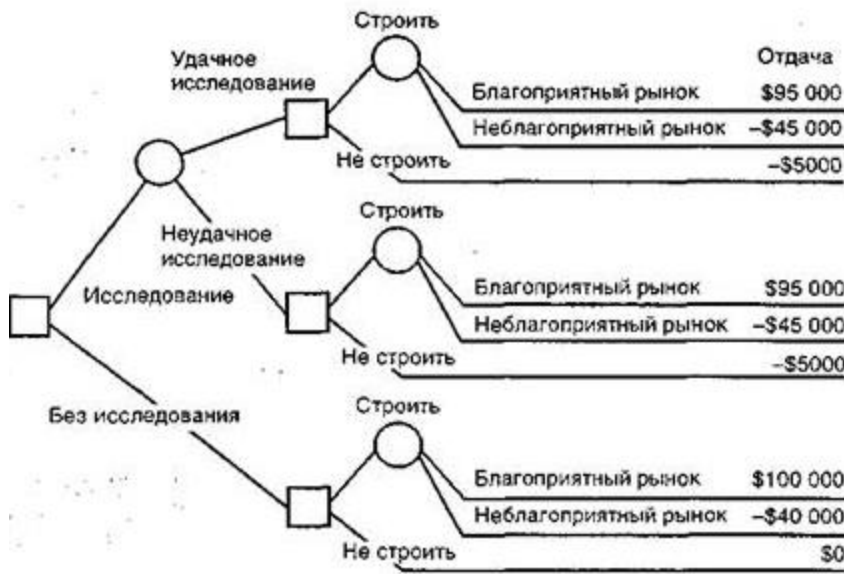 Строить
Удачное
исследование
Отдача
Благоприятный рынок $95 000
Неблагоприятный рынок –$45 000
Не строить –$5000
Строить
Неудачное
исследование
Исследование
Благоприятный рынок $95 000
Неблагоприятный рынок –$45 000
Не строить –$5000
Без исследования
Строить
Благоприятный рынок $100 000
Неблагоприятный рынок –$40 000
Не строить $0